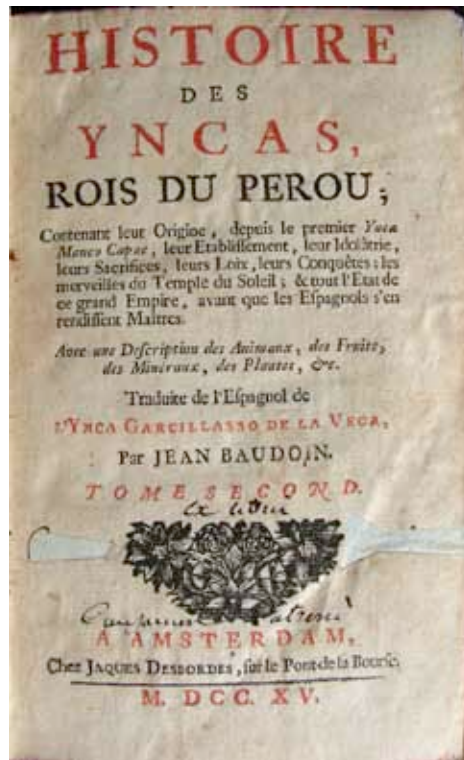 HISTOIRE
DES
YNCAS,
ROIS DU PEROU;
Contenant leur Origine, depuis le premier Ynca
Manco Capac, leur Etablissement, leur Idolâtrie,
leurs Sacrifices, leurs Loix, leurs Conquêtes; les
merveilles du Temple du Soleil; & tout l'Etat de
ce grand Empire, avant que les Espagnols s'en
rendissent Maîtres.
Avec une Description des Animaux, des Fruits,
des Mineraux, des Plantes, &c.
Traduite de l'Espagnol de
L'YNCA GARCILLASSO DE LA VEGA,
Par JEAN BAUDOIN.
TOME SECOND.
A AMSTERDAM,
Chez JAQUES DESBORDES, sur le Pont de la Bourse.
M. DCC. XV.